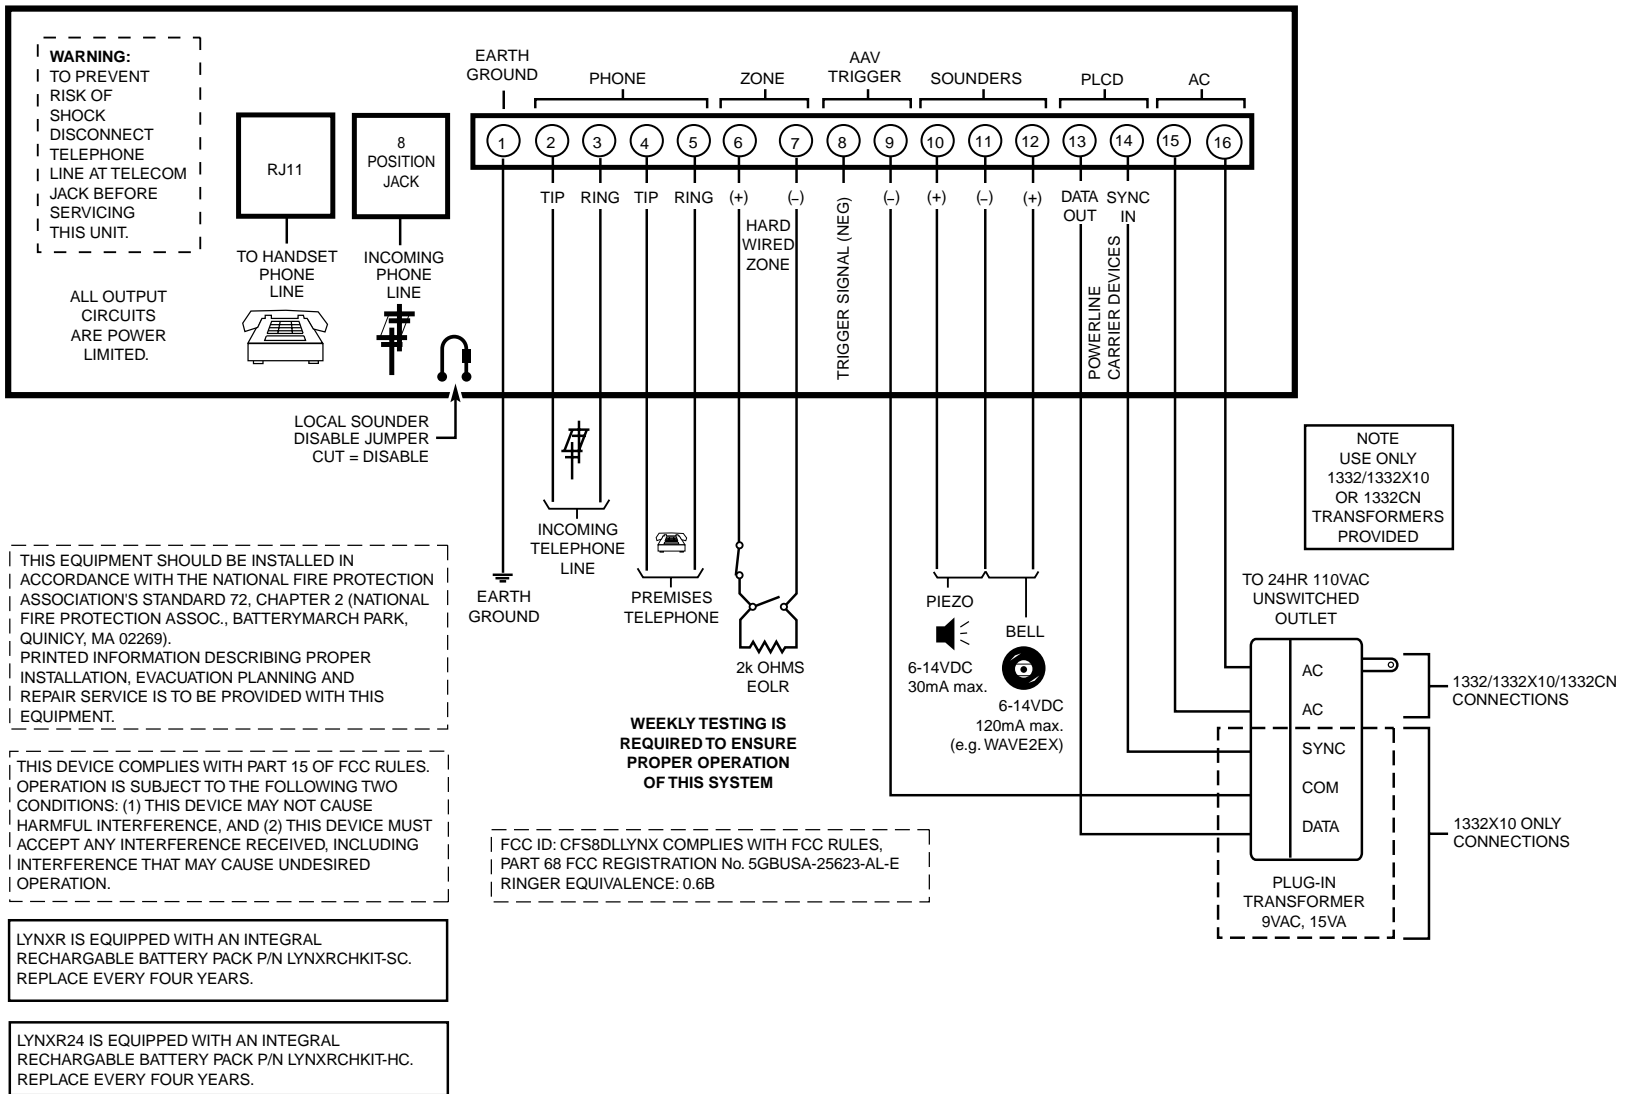 WARNING:
TO PREVENT
RISK OF
SHOCK
DISCONNECT
TELEPHONE
LINE AT TELECOM
JACK BEFORE
SERVICING
THIS UNIT.
ALL OUTPUT
CIRCUITS
ARE POWER
LIMITED.
RJ11
8
POSITION
JACK
TO HANDSET
PHONE
LINE
INCOMING
PHONE
LINE
EARTH
GROUND
PHONE
ZONE
AAV
TRIGGER
SOUNDERS
PLCD
AC
1 2 3 4 5 6 7 8 9 10 11 12 13 14 15 16
TIP RING TIP RING (+) (–) (–) (+) (–) (+)
DATA
OUT
SYNC
IN
HARD
WIRED
ZONE
TRIGGER SIGNAL (NEG)
POWERLINE
CARRIER DEVICES
LOCAL SOUNDER
DISABLE JUMPER
CUT = DISABLE
EARTH
GROUND
INCOMING
TELEPHONE
LINE
PREMISES
TELEPHONE
2k OHMS
EOLR
PIEZO
6-14VDC
30mA max.
BELL
6-14VDC
120mA max.
(e.g. WAVE2EX)
NOTE
USE ONLY
1332/1332X10
OR 1332CN
TRANSFORMERS
PROVIDED
TO 24HR 110VAC
UNSWITCHED
OUTLET
AC
AC
SYNC
COM
DATA
1332/1332X10/1332CN
CONNECTIONS
1332X10 ONLY
CONNECTIONS
PLUG-IN
TRANSFORMER
9VAC, 15VA
WEEKLY TESTING IS
REQUIRED TO ENSURE
PROPER OPERATION
OF THIS SYSTEM
THIS EQUIPMENT SHOULD BE INSTALLED IN
ACCORDANCE WITH THE NATIONAL FIRE PROTECTION
ASSOCIATION'S STANDARD 72, CHAPTER 2 (NATIONAL
FIRE PROTECTION ASSOC., BATTERYMARCH PARK,
QUINICY, MA 02269).
PRINTED INFORMATION DESCRIBING PROPER
INSTALLATION, EVACUATION PLANNING AND
REPAIR SERVICE IS TO BE PROVIDED WITH THIS
EQUIPMENT.
THIS DEVICE COMPLIES WITH PART 15 OF FCC RULES.
OPERATION IS SUBJECT TO THE FOLLOWING TWO
CONDITIONS: (1) THIS DEVICE MAY NOT CAUSE
HARMFUL INTERFERENCE, AND (2) THIS DEVICE MUST
ACCEPT ANY INTERFERENCE RECEIVED, INCLUDING
INTERFERENCE THAT MAY CAUSE UNDESIRED
OPERATION.
FCC ID: CFS8DLLYNX COMPLIES WITH FCC RULES,
PART 68 FCC REGISTRATION No. 5GBUSA-25623-AL-E
RINGER EQUIVALENCE: 0.6B
LYNXR IS EQUIPPED WITH AN INTEGRAL
RECHARGABLE BATTERY PACK P/N LYNXRCHKIT-SC.
REPLACE EVERY FOUR YEARS.
LYNXR24 IS EQUIPPED WITH AN INTEGRAL
RECHARGABLE BATTERY PACK P/N LYNXRCHKIT-HC.
REPLACE EVERY FOUR YEARS.